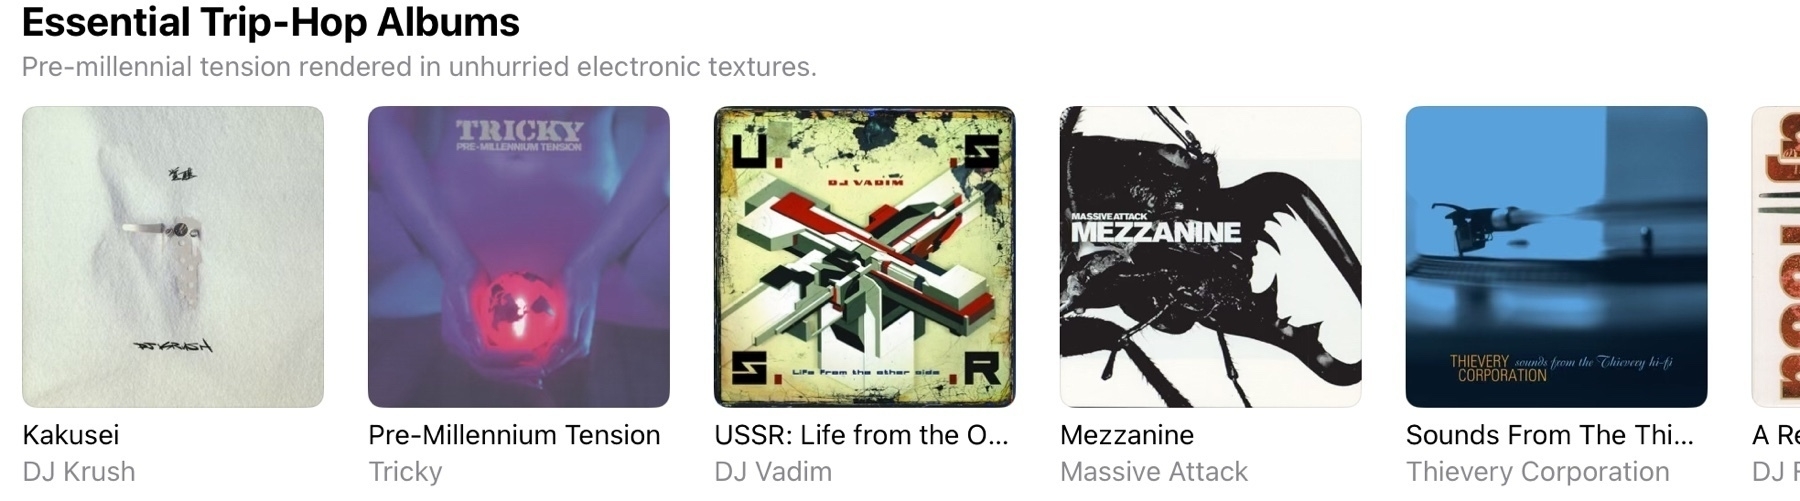 Essential Trip-Hop Albums
Pre-millennial tension rendered in unhurried electronic textures.
覚醒
DJ KRUSH
Kakusei
DJ Krush
TRICKY
PRE-MILLENNIUM TENSION
Pre-Millennium Tension
Tricky
U. .S
DJ VADIM
S. .R
Life from the other side
USSR: Life from the O...
DJ Vadim
MASSIVE ATTACK
MEZZANINE
Mezzanine
Massive Attack
THIEVERY CORPORATION
sounds from the Thievery hi-fi
Sounds From The Thi...
Thievery Corporation
DJ